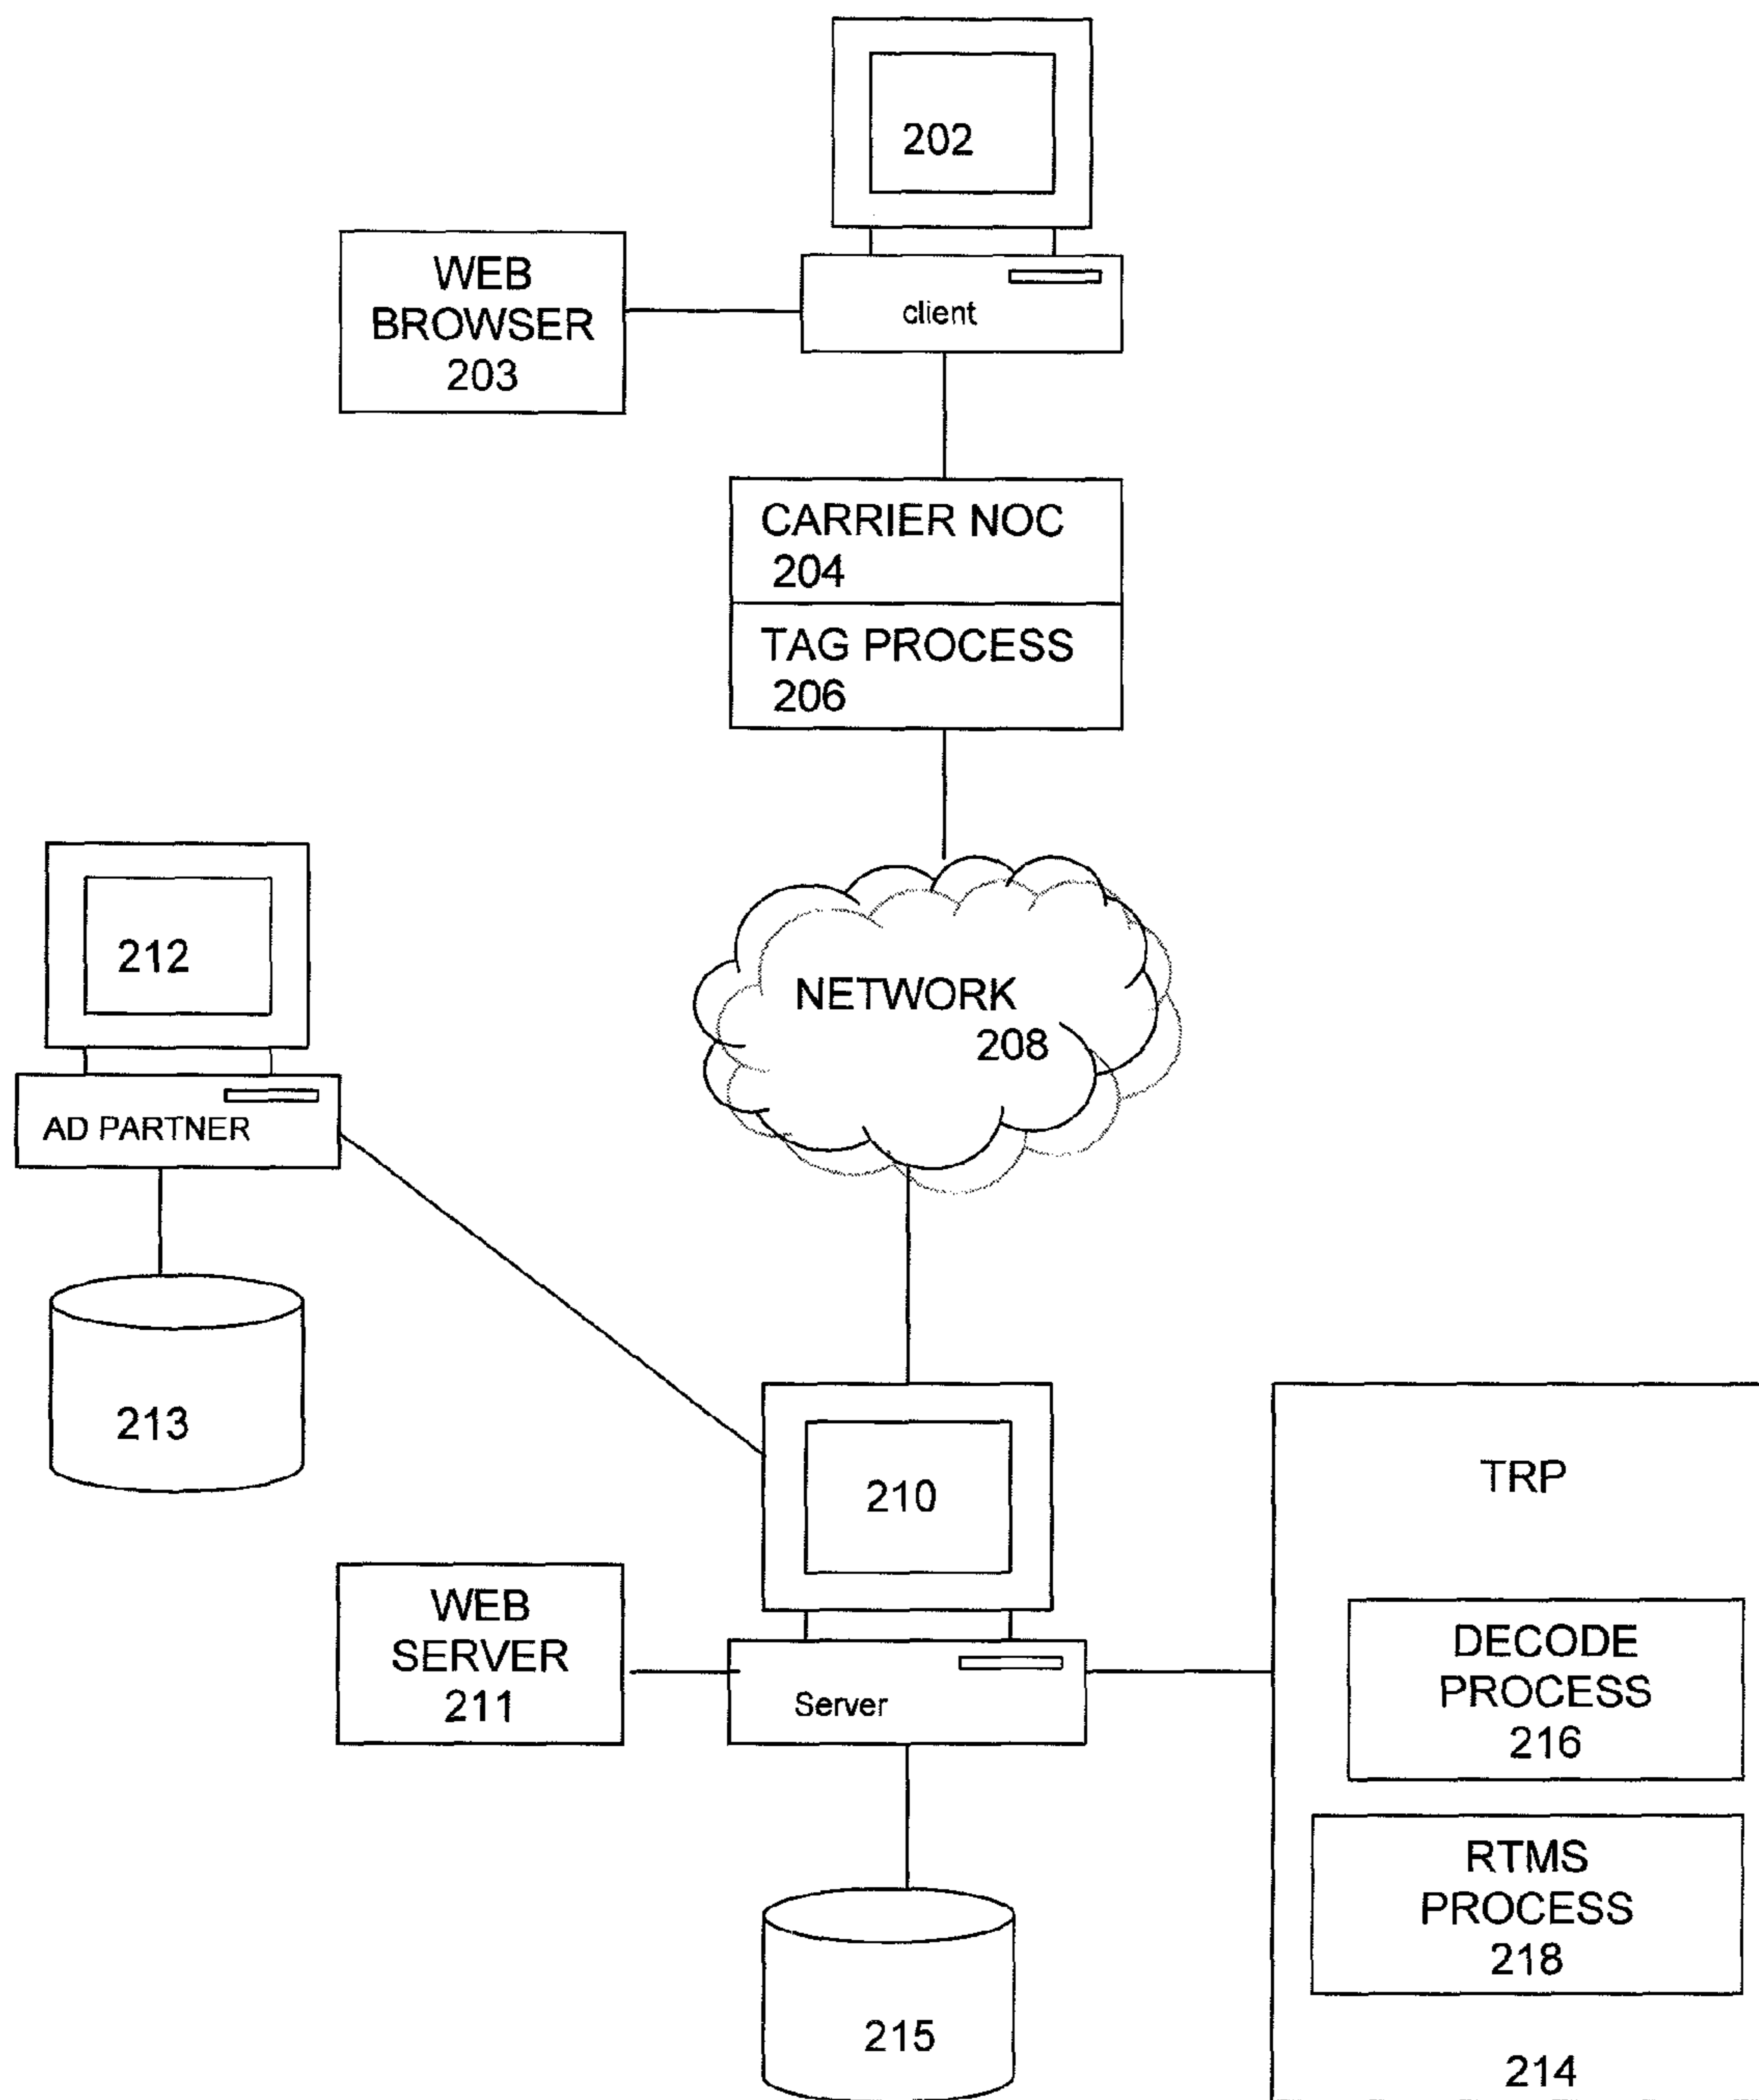 202
WEB
BROWSER
203
client
CARRIER NOC
204
TAG PROCESS
206
212
NETWORK
208
AD PARTNER
213
210
TRP
WEB
SERVER
211
Server
DECODE
PROCESS
216
RTMS
PROCESS
218
215
214